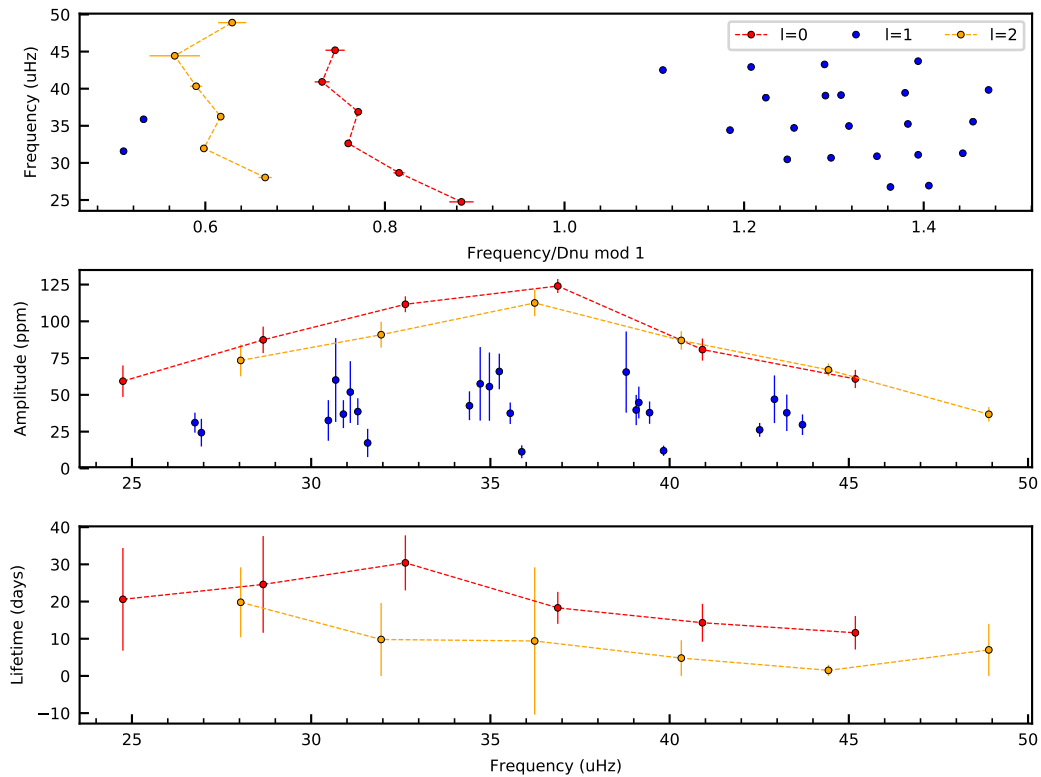 50
45
40
35
30
25
Frequency (uHz)
l=0 l=1 l=2
0.6 0.8 1.0 1.2 1.4
Frequency/Dnu mod 1
125
100
75
50
25
0
Amplitude (ppm)
25 30 35 40 45 50
40
30
20
10
0
−10
Lifetime (days)
25 30 35 40 45 50
Frequency (uHz)